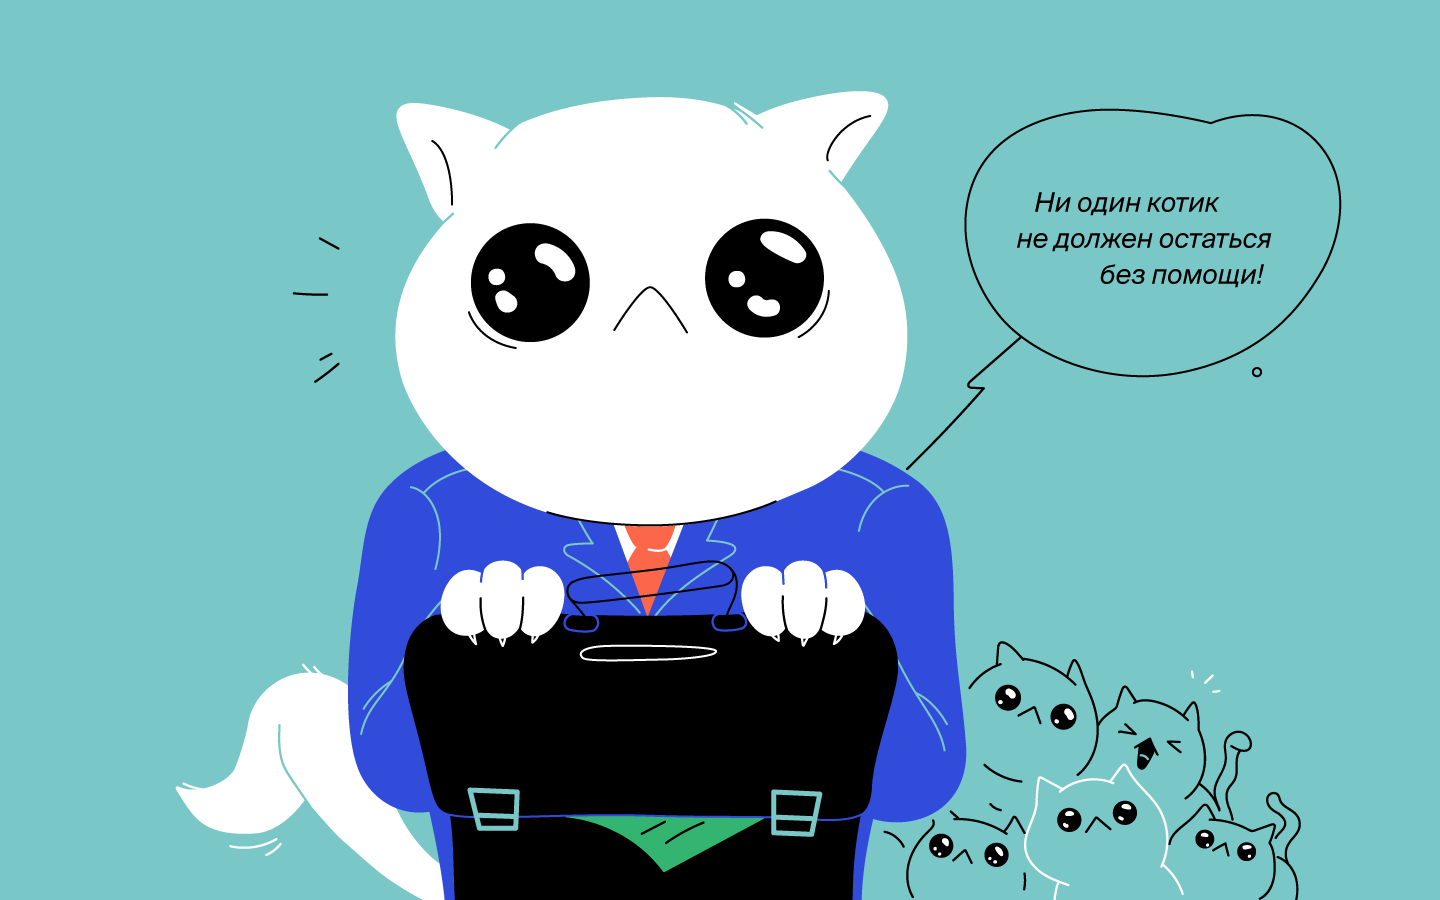 Ни один котик
не должен остаться
без помощи!